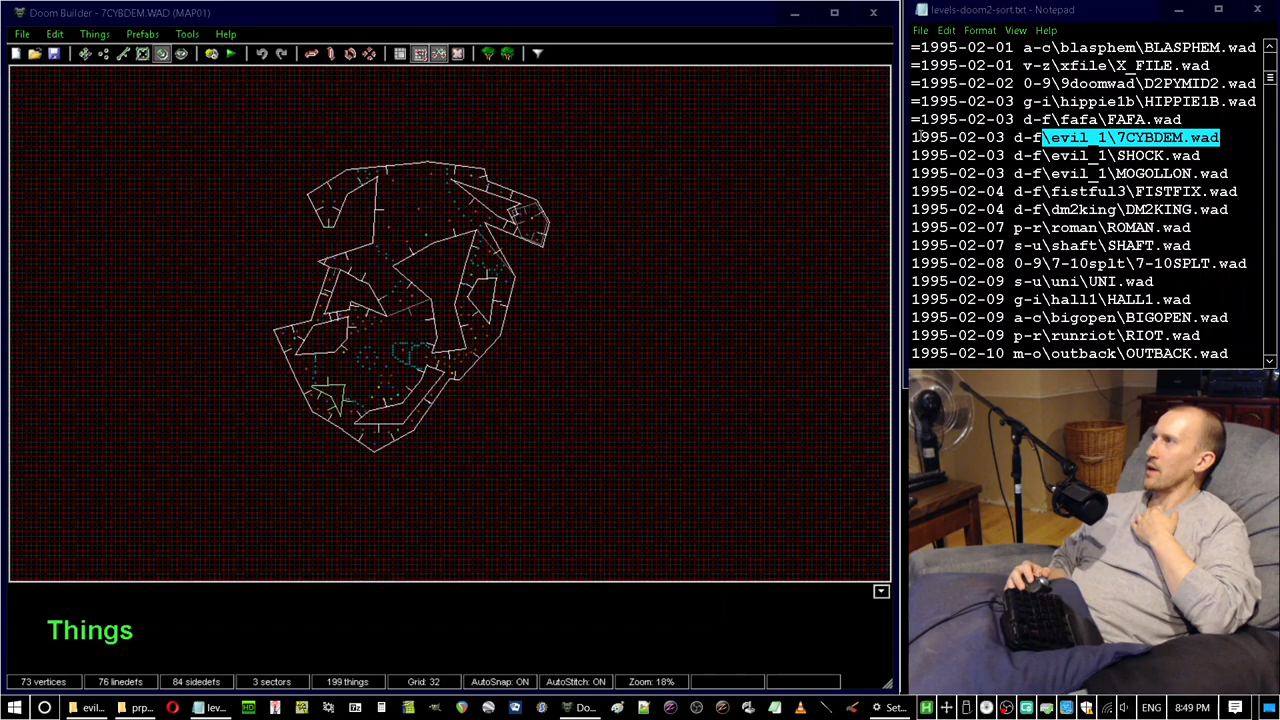 Doom Builder - 7CYBDEM.WAD (MAP01)
File Edit Things Prefabs Tools Help
Things
73 vertices 76 linedefs 84 sidedefs 3 sectors 199 things Grid: 32 AutoSnap: ON AutoStitch: ON Zoom: 18%
levels-doom2-sort.txt - Notepad
File Edit Format View Help
=1995-02-01 a-c\blasphem\BLASPHEM.wad
=1995-02-01 v-z\xfile\X_FILE.wad
=1995-02-02 0-9\9doomwad\D2PYMID2.wad
=1995-02-03 g-i\hippie1b\HIPPIE1B.wad
=1995-02-03 d-f\fafa\FAFA.wad
1995-02-03 d-f\evil_1\7CYBDEM.wad
1995-02-03 d-f\evil_1\SHOCK.wad
1995-02-03 d-f\evil_1\MOGOLLON.wad
1995-02-04 d-f\fistful3\FISTFIX.wad
1995-02-04 d-f\dm2king\DM2KING.wad
1995-02-07 p-r\roman\ROMAN.wad
1995-02-07 s-u\shaft\SHAFT.wad
1995-02-08 0-9\7-10splt\7-10SPLT.wad
1995-02-09 s-u\uni\UNI.wad
1995-02-09 g-i\hall1\HALL1.wad
1995-02-09 a-c\bigopen\BIGOPEN.wad
1995-02-09 p-r\runriot\RIOT.wad
1995-02-10 m-o\outback\OUTBACK.wad
evil... prp... lev... Do... Set... ENG 8:49 PM